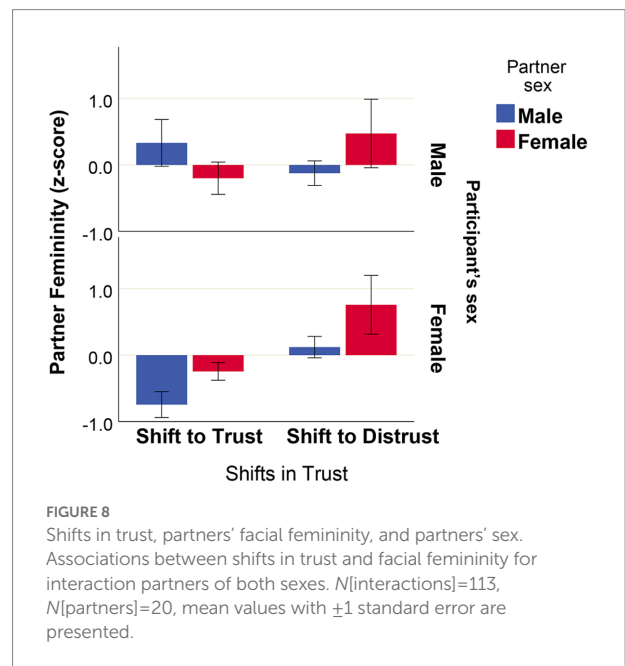 Partner
sex
Male
Female
Partner Femininity (z-score)
1.0
0.0
-1.0
Male
1.0
0.0
-1.0
Female
Participant's sex
Shift to Trust
Shift to Distrust
Shifts in Trust
FIGURE 8
Shifts in trust, partners’ facial femininity, and partners’ sex.
Associations between shifts in trust and facial femininity for
interaction partners of both sexes. N[interactions]=113,
N[partners]=20, mean values with ±1 standard error are
presented.